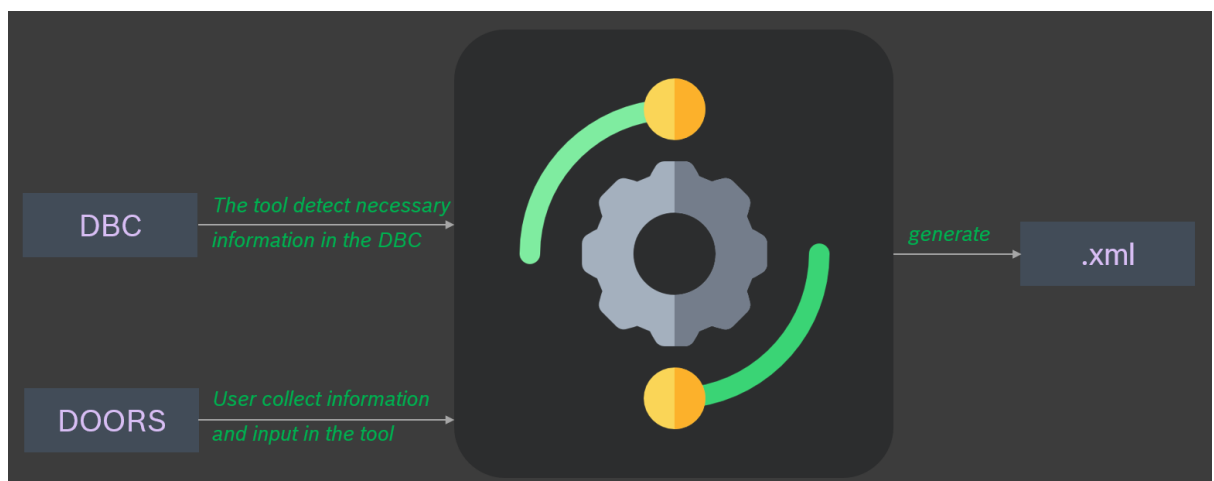 DBC
The tool detect necessary
information in the DBC
generate
.xml
DOORS
User collect information
and input in the tool